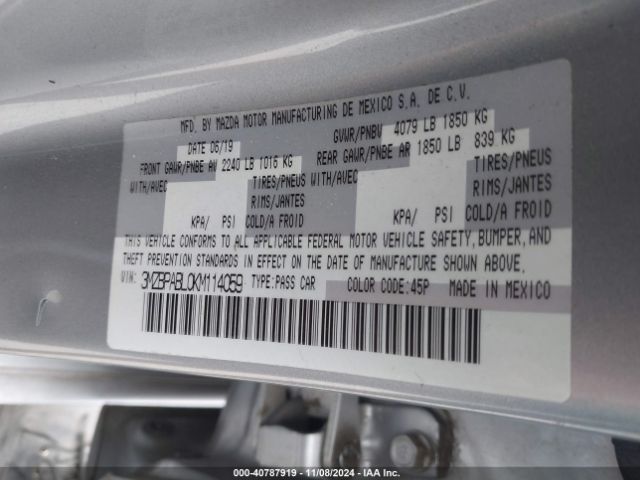 MFD. BY MAZDA MOTOR MANUFACTURING DE MEXICO S.A. DE C.V.
DATE 06/19 GVWR/PNBV 4079 LB 1850 KG
FRONT GAWR/PNBE AV 2240 LB 1016 KG REAR GAWR/PNBE AR 1850 LB 839 KG
WITH/AVEC TIRES/PNEUS WITH/AVEC TIRES/PNEUS
RIMS/JANTES RIMS/JANTES
KPA/ PSI COLD/A FROID KPA/ PSI COLD/A FROID
THIS VEHICLE CONFORMS TO ALL APPLICABLE FEDERAL MOTOR VEHICLE SAFETY, BUMPER, AND
THEFT PREVENTION STANDARDS IN EFFECT ON THE DATE OF MANUFACTURE SHOWN ABOVE.
VIN: 3MZBPABL0KM114059 TYPE:PASS CAR COLOR CODE:45P MADE IN MEXICO
000-40787919 - 11/08/2024 - IAA Inc.